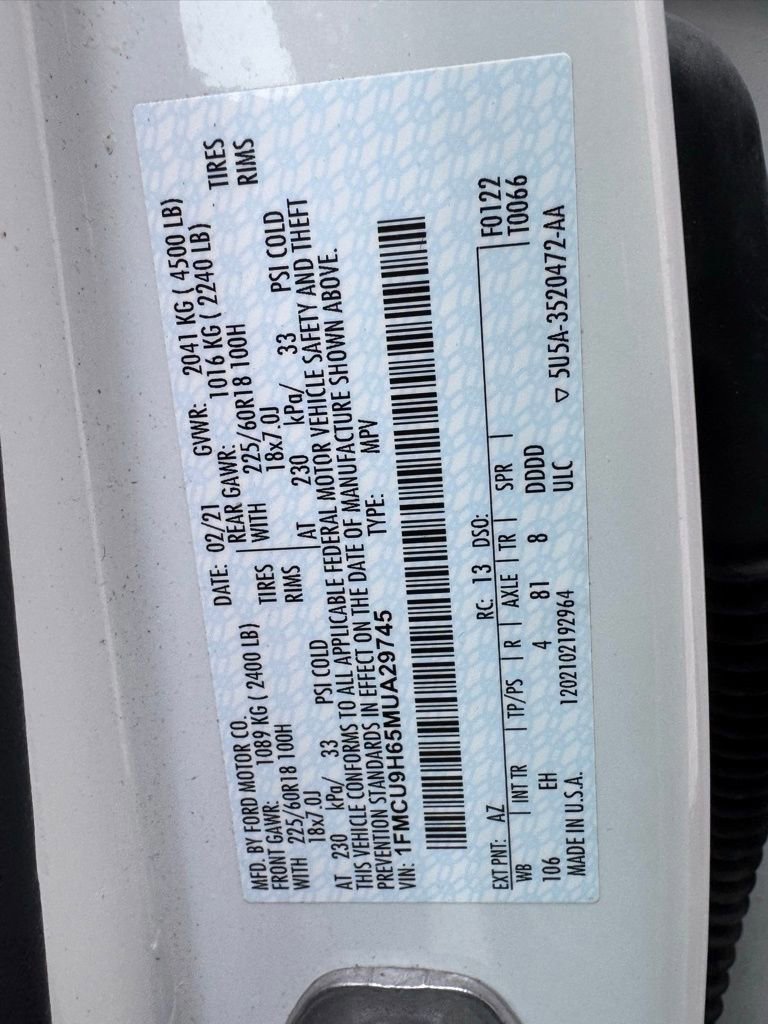 MFD. BY FORD MOTOR CO. DATE: 02/21 GVWR: 2041 KG ( 4500 LB)
FRONT GAWR: 1089 KG ( 2400 LB) REAR GAWR: 1016 KG ( 2240 LB)
WITH 225/60R18 100H TIRES WITH 225/60R18 100H TIRES
18x7.0J RIMS 18x7.0J RIMS
AT 230 kPa/ 33 PSI COLD AT 230 kPa/ 33 PSI COLD
THIS VEHICLE CONFORMS TO ALL APPLICABLE FEDERAL MOTOR VEHICLE SAFETY AND THEFT
PREVENTION STANDARDS IN EFFECT ON THE DATE OF MANUFACTURE SHOWN ABOVE.
VIN: 1FMCU9H65MUA29745 TYPE: MPV
EXT PNT: AZ RC: 13 DSO: F0122
WB INT TR TP/PS R AXLE TR SPR T0066
106 EH 4 81 8 DDDD
MADE IN U.S.A. 1202102192964 ULC ▽ 5U5A-3520472-AA